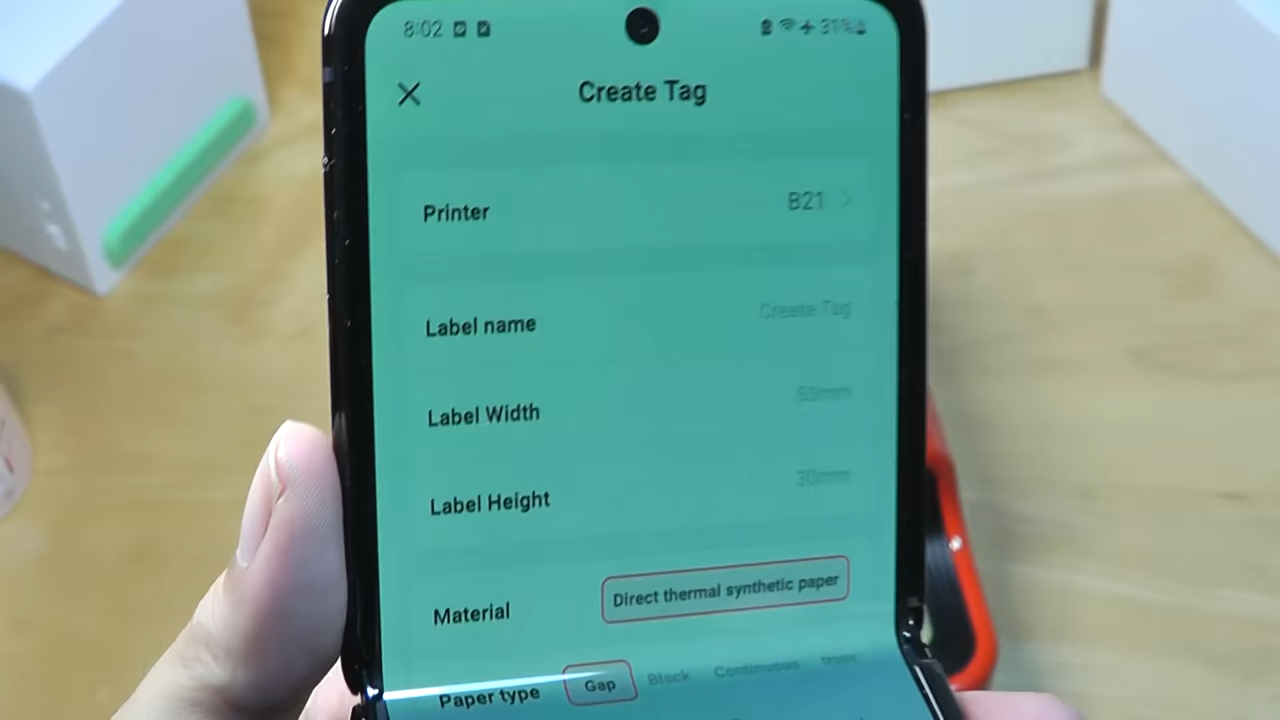 8:02 31%
Create Tag
Printer B21
Label name Create Tag
Label Width 50mm
Label Height 30mm
Material Direct thermal synthetic paper
Paper type Gap Black Continuous